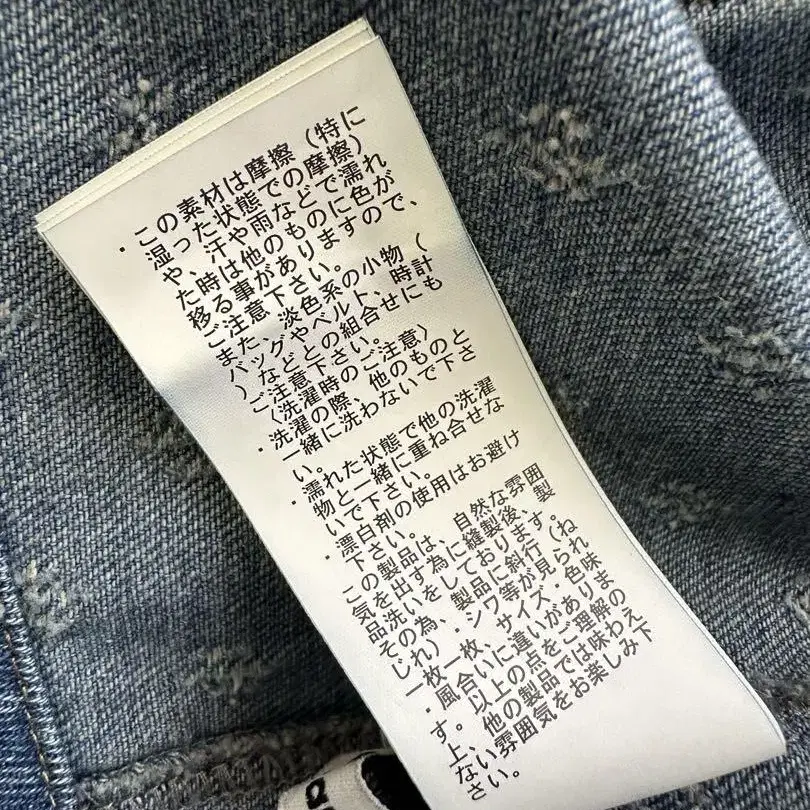 ・この素材は摩擦（特に
湿った状態での摩擦）
や、汗や雨などで濡れ
た時は他のものに色が
移る事がありますので、
ご注意下さい。
また、淡色系の小物（
バッグやベルト、時計
）などとの組合せにも
ご注意下さい。
〈洗濯時のご注意〉
・洗濯の際、他のものと
一緒に洗わないで下さ
い。
・濡れた状態で他の洗濯
物と一緒に重ね合せな
いで下さい。
・漂白剤の使用はお避け
下さい。
この製品は、自然な雰囲
気を出す為に縫製後、製
品洗いをしております。
その為、製品に斜行（ね
じれ）・シワ等が見られ
一枚一枚、サイズ・色味
・風合いに違いがありま
す。以上の点をご理解の
上、他の製品では味わえ
ない雰囲気をお楽しみ下
さい。